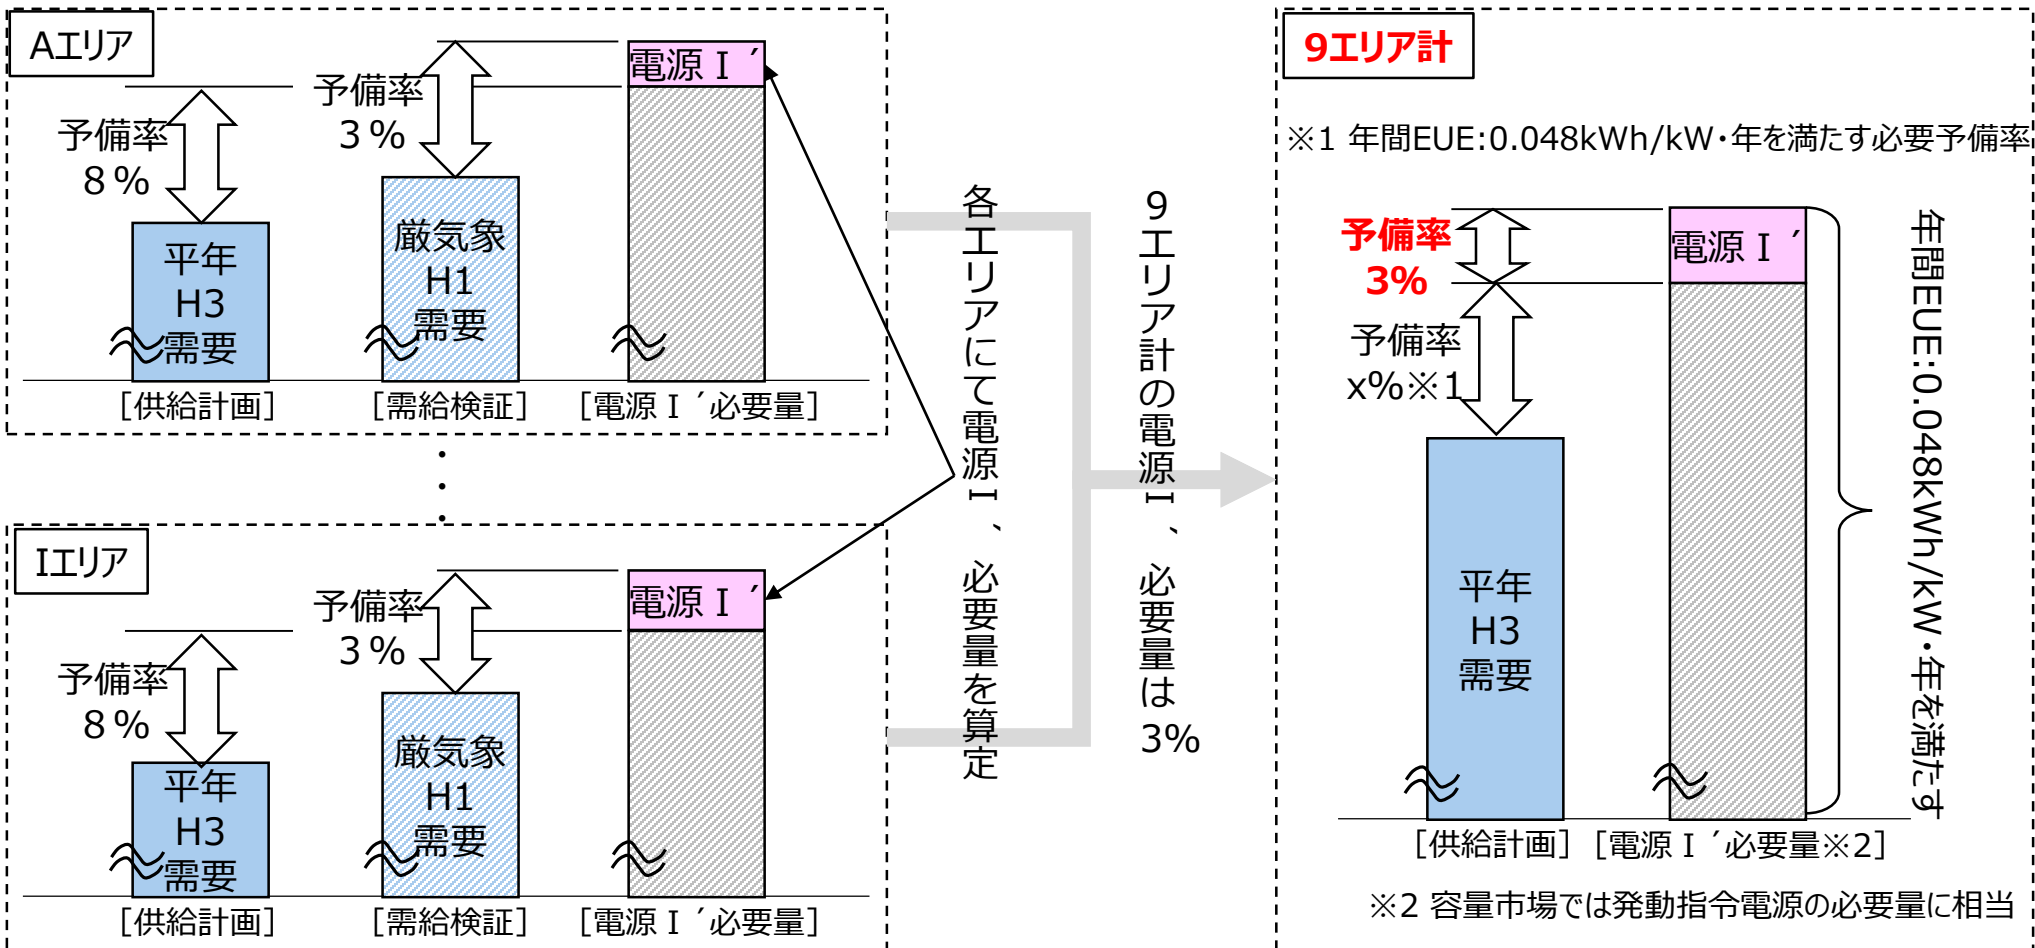 Aエリア
予備率
8%
平年
H3
需要
[供給計画]
予備率
3%
厳気象
H1
需要
[需給検証]
電源Ⅰ´
[電源Ⅰ´必要量]
・
・
・
Iエリア
予備率
8%
平年
H3
需要
[供給計画]
予備率
3%
厳気象
H1
需要
[需給検証]
電源Ⅰ´
[電源Ⅰ´必要量]
各エリアにて電源Ⅰ、必要量を算定
9エリア計の電源Ⅰ、必要量は3%
9エリア計
※1 年間EUE:0.048kWh/kW・年を満たす必要予備率
予備率
3%
予備率
x%※1
平年
H3
需要
[供給計画]
電源Ⅰ´
[電源Ⅰ´必要量※2]
年間EUE:0.048kWh/kW・年を満たす
※2 容量市場では発動指令電源の必要量に相当